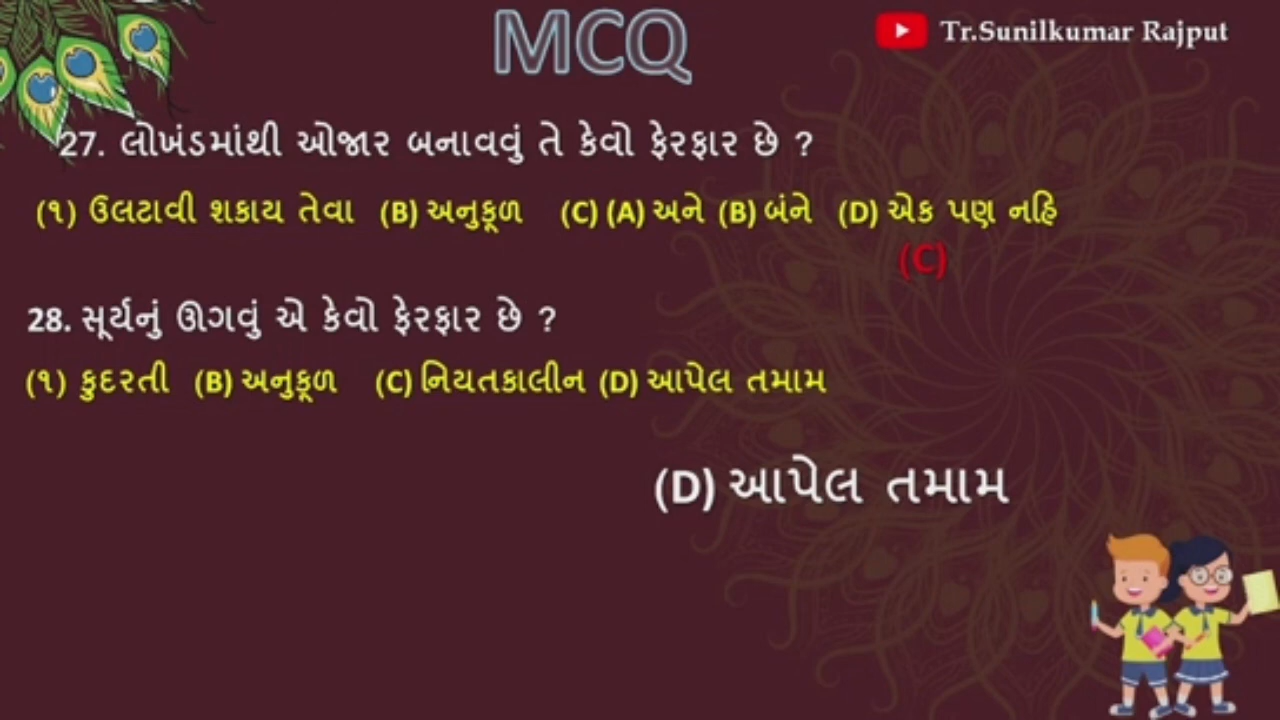 MCQ
Tr.Sunilkumar Rajput
27. લોખંડમાંથી ઓજાર બનાવવું તે કેવો ફેરફાર છે ?
(૧) ઉલટાવી શકાય તેવા (B) અનુકૂળ (C) (A) અને (B) બંને (D) એક પણ નહિ
(C)
28. સૂર્યનું ઊગવું એ કેવો ફેરફાર છે ?
(૧) કુદરતી (B) અનુકૂળ (C) નિયતકાલીન (D) આપેલ તમામ
(D) આપેલ તમામ